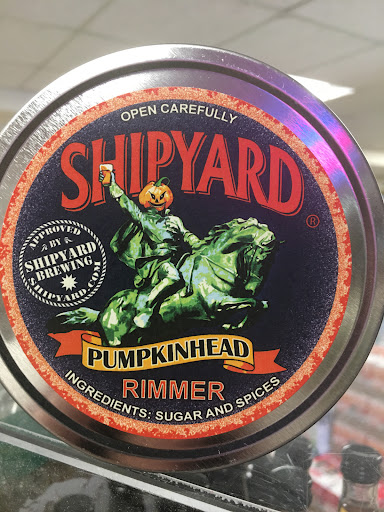 OPEN CAREFULLY
SHIPYARD
®
APPROVED
BY
SHIPYARD
BREWING
SHIPYARD.COM
PUMPKINHEAD
RIMMER
INGREDIENTS: SUGAR AND SPICES